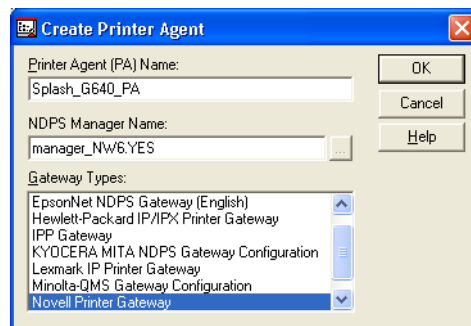 Create Printer Agent
Printer Agent (PA) Name:
OK
Splash_G640_PA
Cancel
NDPS Manager Name:
Help
manager_NW6.YES
...
Gateway Types:
EpsonNet NDPS Gateway (English)
Hewlett-Packard IP/IPX Printer Gateway
IPP Gateway
KYOCERA MITA NDPS Gateway Configuration
Lexmark IP Printer Gateway
Minolta-QMS Gateway Configuration
Novell Printer Gateway